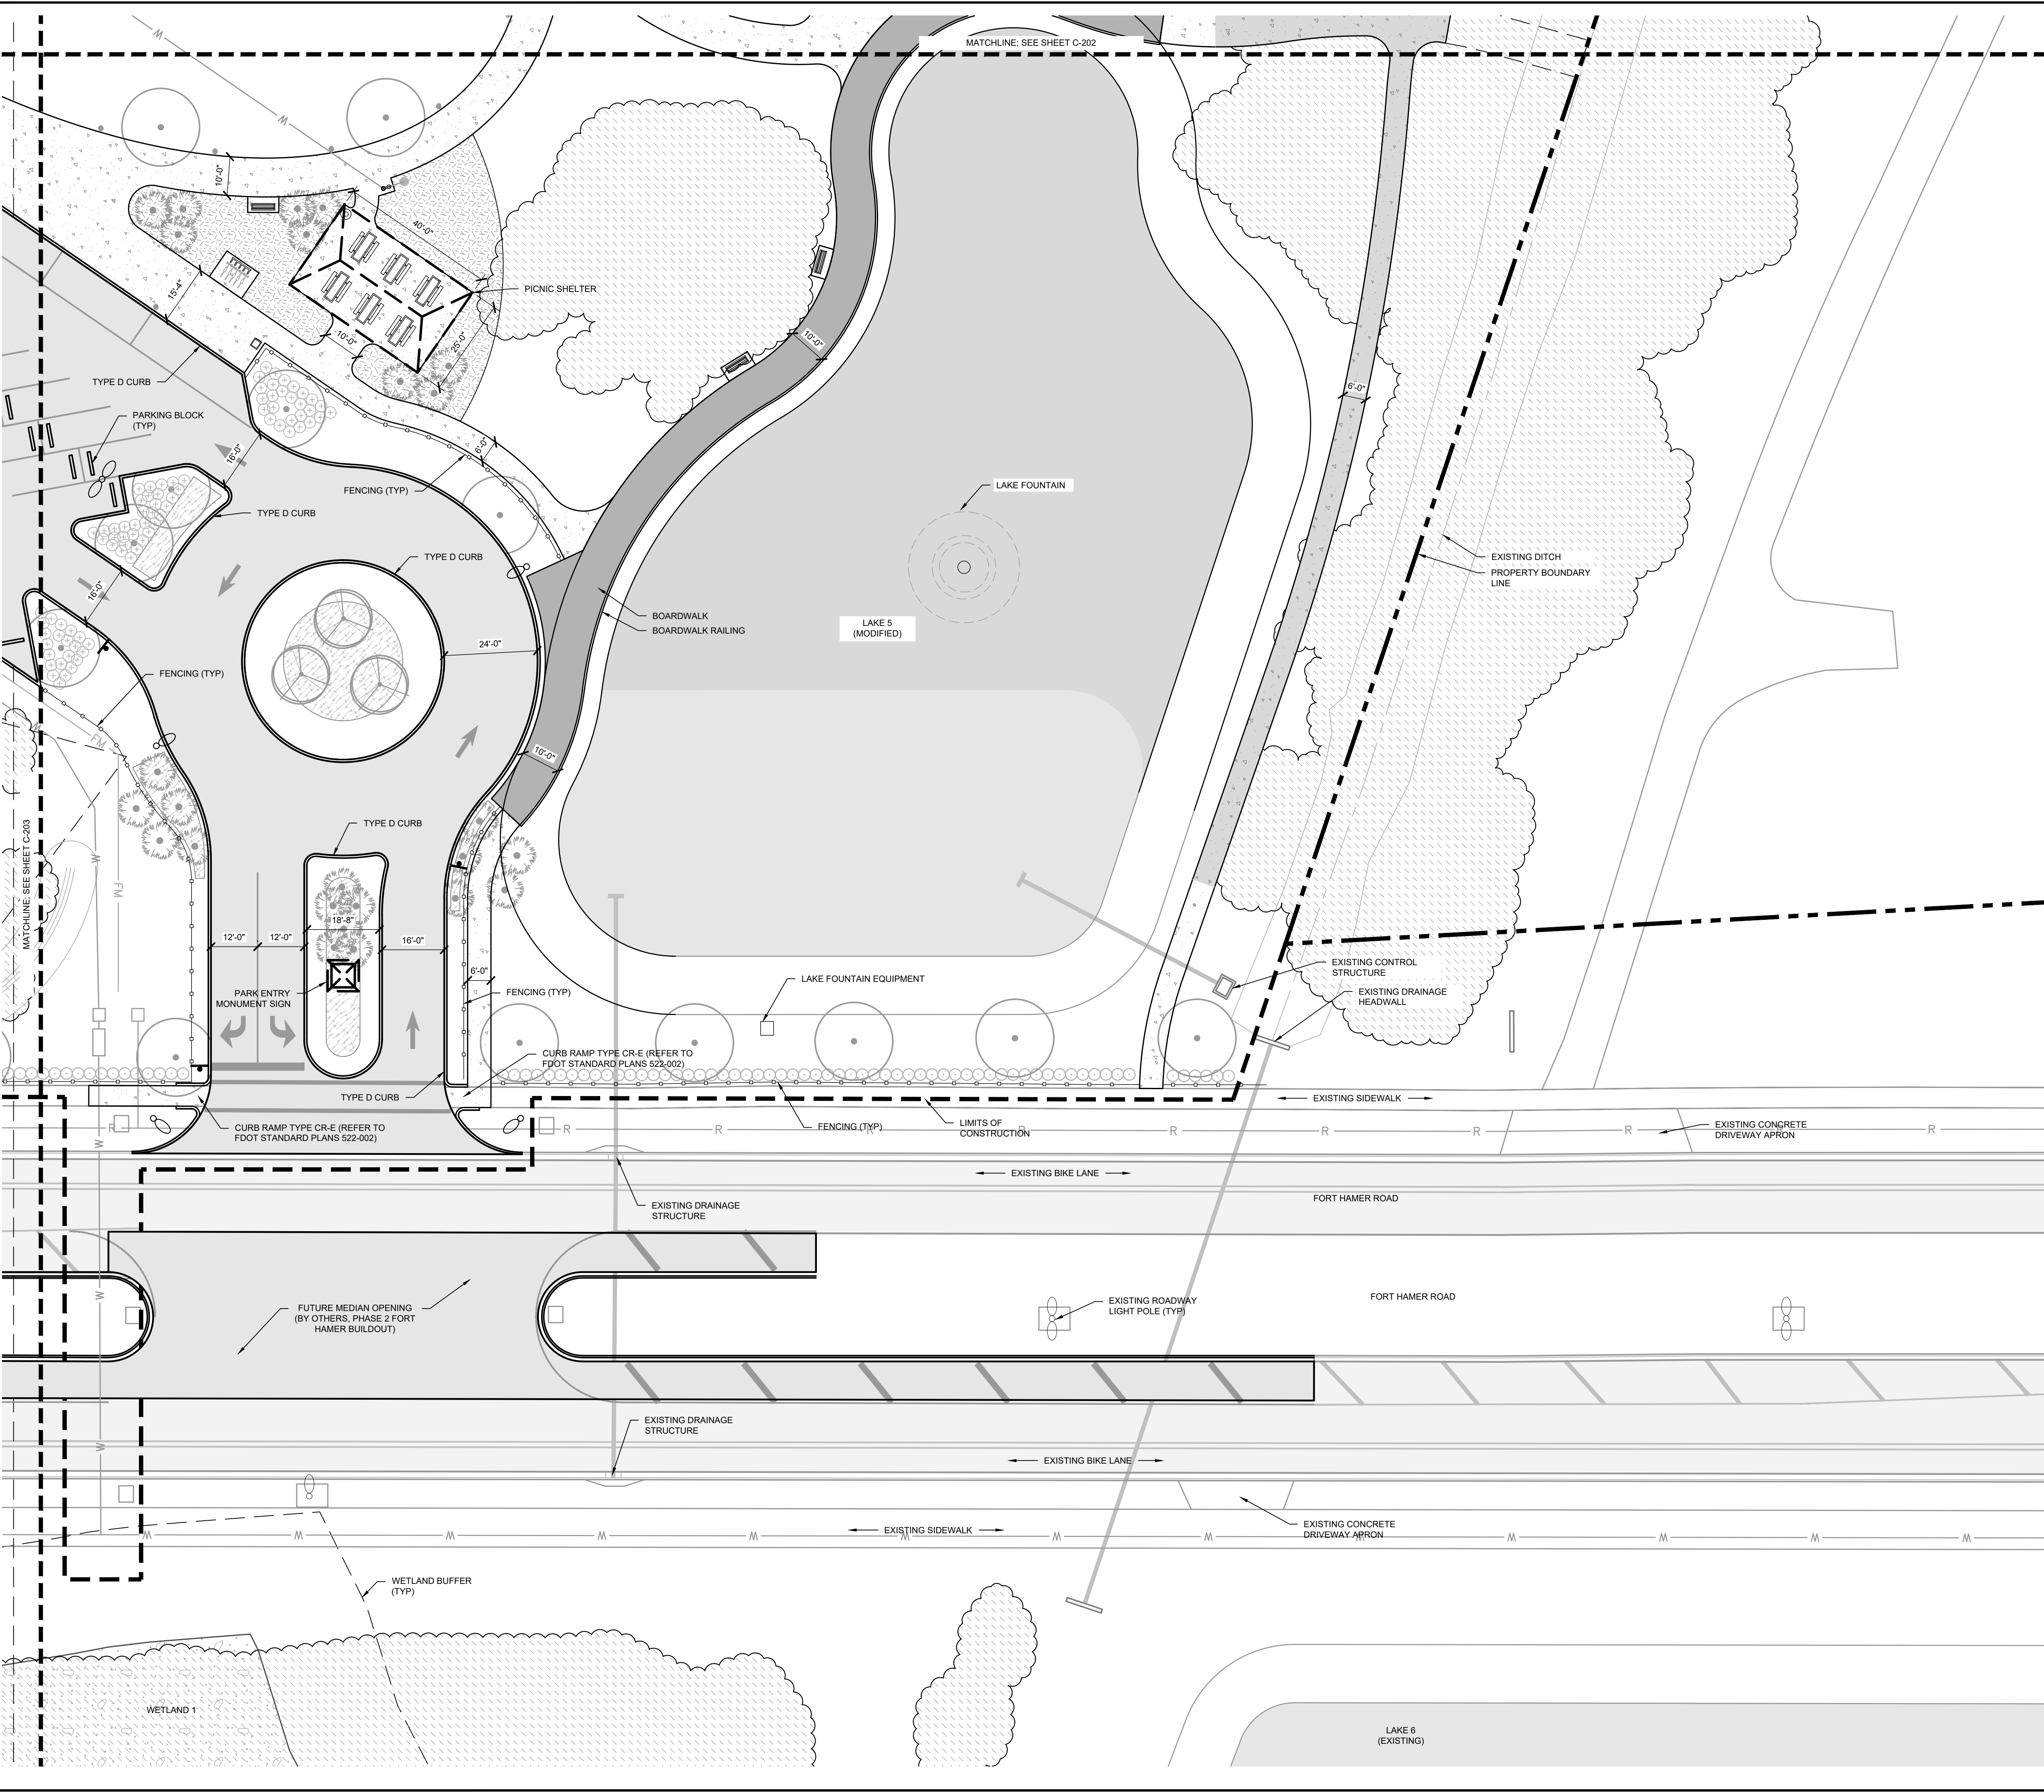 MATCHLINE; SEE SHEET C-202
W
W
10'-0"
40'-0"
PICNIC SHELTER
15'-4"
10'-0"
25'-0"
10'-0"
TYPE D CURB
6'-0"
PARKING BLOCK
(TYP)
16'-0"
6'-0"
FENCING (TYP)
LAKE FOUNTAIN
TYPE D CURB
TYPE D CURB
EXISTING DITCH
PROPERTY BOUNDARY
LINE
16'-0"
BOARDWALK
BOARDWALK RAILING
LAKE 5
(MODIFIED)
24'-0"
FENCING (TYP)
W
FM
10'-0"
TYPE D CURB
MATCHLINE; SEE SHEET C-203
W
FM
18'-8"
12'-0"
12'-0"
16'-0"
6'-0"
EXISTING CONTROL
STRUCTURE
LAKE FOUNTAIN EQUIPMENT
PARK ENTRY
MONUMENT SIGN
FENCING (TYP)
EXISTING DRAINAGE
HEADWALL
CURB RAMP TYPE CR-E (REFER TO
FDOT STANDARD PLANS 522-002)
TYPE D CURB
EXISTING SIDEWALK
CURB RAMP TYPE CR-E (REFER TO
FDOT STANDARD PLANS 522-002)
FENCING (TYP)
LIMITS OF
CONSTRUCTION
EXISTING CONCRETE
DRIVEWAY APRON
R
R
R
R
R
R
R
R
R
R
R
W
EXISTING BIKE LANE
FORT HAMER ROAD
EXISTING DRAINAGE
STRUCTURE
W
FUTURE MEDIAN OPENING
(BY OTHERS, PHASE 2 FORT
HAMER BUILDOUT)
EXISTING ROADWAY
LIGHT POLE (TYP)
FORT HAMER ROAD
EXISTING DRAINAGE
STRUCTURE
W
EXISTING BIKE LANE
EXISTING SIDEWALK
EXISTING CONCRETE
DRIVEWAY APRON
W
W
W
W
W
W
W
W
W
W
W
W
W
WETLAND BUFFER
(TYP)
WETLAND 1
LAKE 6
(EXISTING)